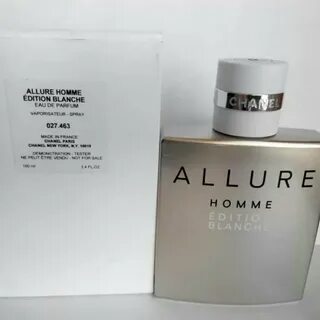 ALLURE HOMME
ÉDITION BLANCHE
EAU DE PARFUM
VAPORISATEUR - SPRAY
027.463
MADE IN FRANCE
CHANEL PARIS
CHANEL NEW YORK, N.Y. 10019
DEMONSTRATION - TESTER
NE PEUT ÊTRE VENDU - NOT FOR SALE
100 ml 3.4 FL.OZ
CHANEL
ALLURE
HOMME
EDITION
BLANCHE